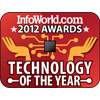 InfoWorld.com
2012 AWARDS
TECHNOLOGY
OF THE YEAR